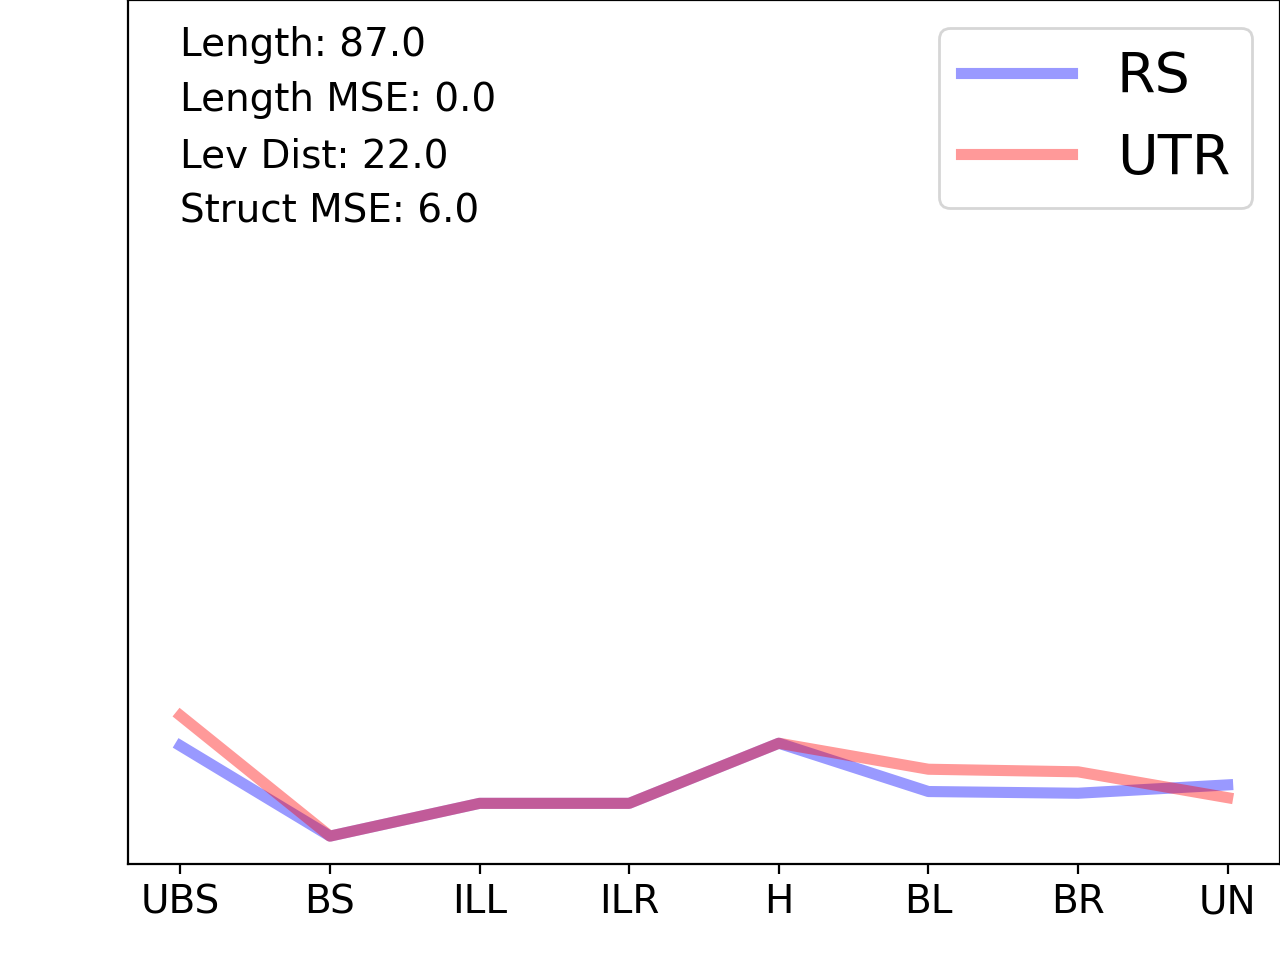 Length: 87.0
Length MSE: 0.0
Lev Dist: 22.0
Struct MSE: 6.0
RS
UTR
UBS BS ILL ILR H BL BR UN